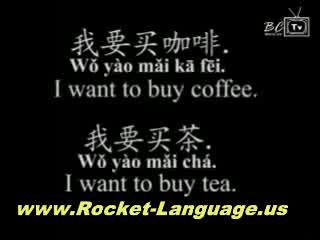 BC
Tv
我要买咖啡.
Wǒ yào mǎi kā fēi.
I want to buy coffee.
我要买茶.
Wǒ yào mǎi chá.
I want to buy tea.
www.Rocket-Language.us